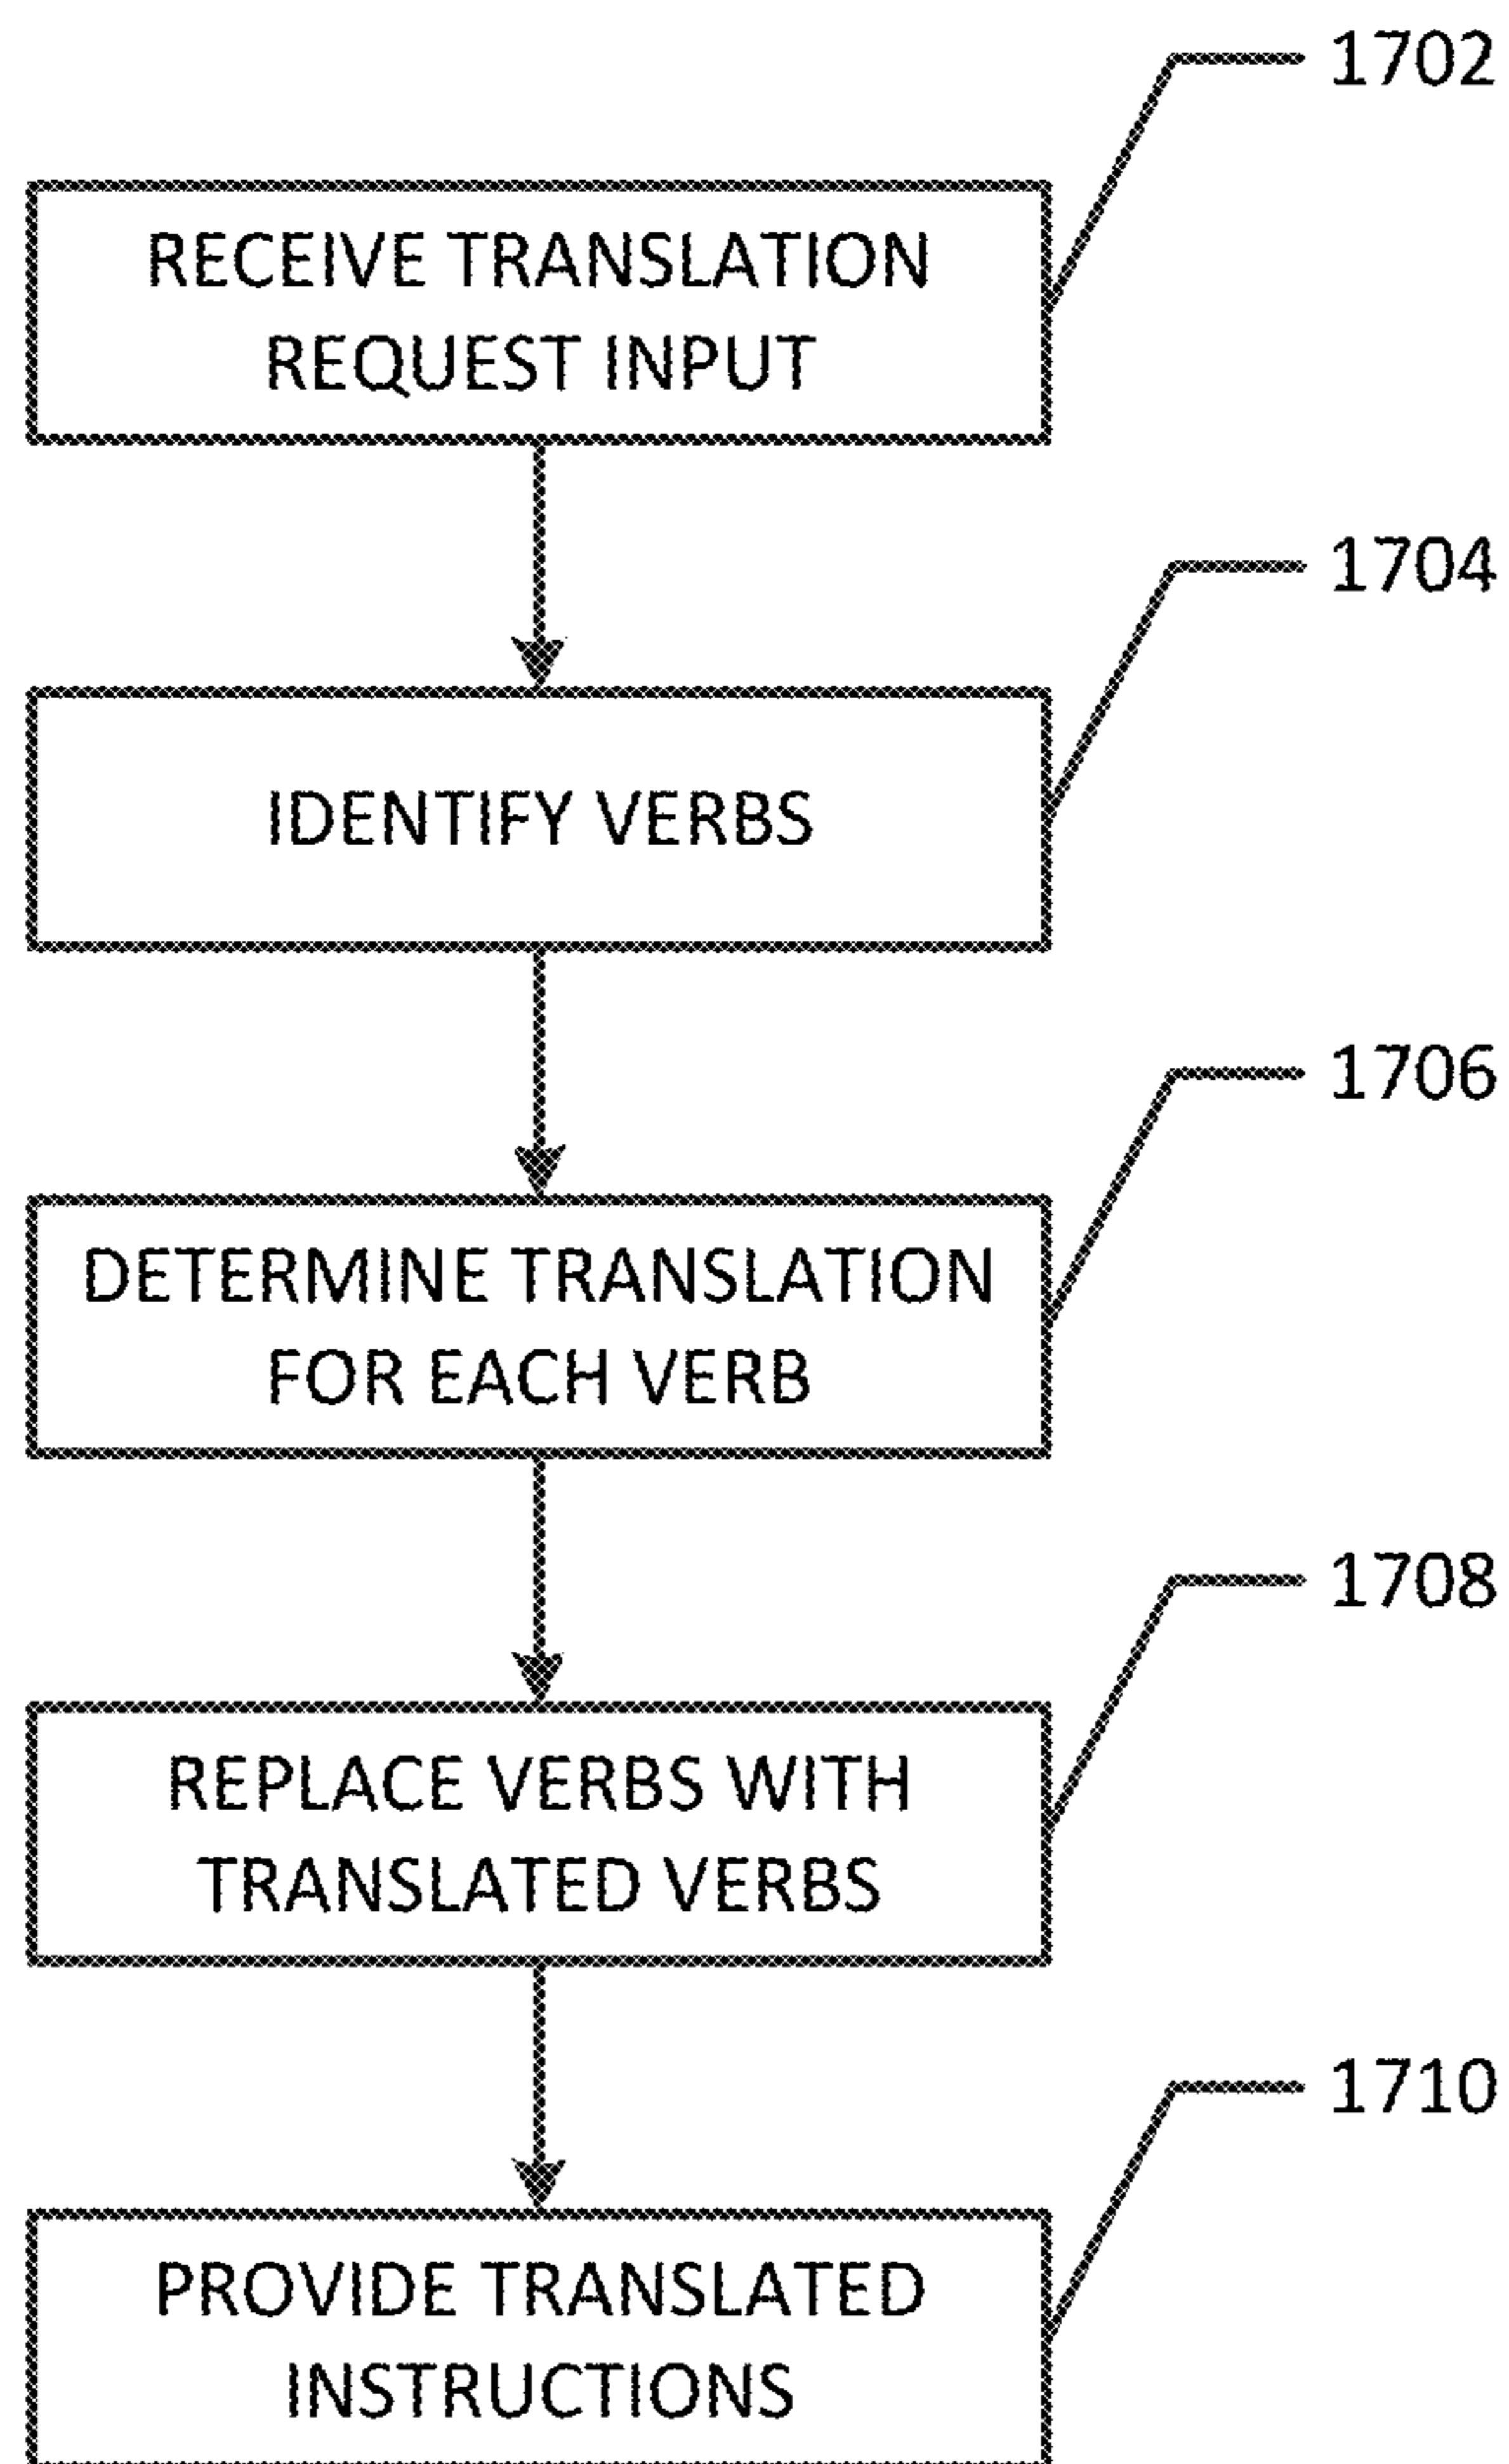 1702
RECEIVE TRANSLATION
REQUEST INPUT
1704
IDENTIFY VERBS
1706
DETERMINE TRANSLATION
FOR EACH VERB
1708
REPLACE VERBS WITH
TRANSLATED VERBS
1710
PROVIDE TRANSLATED
INSTRUCTIONS